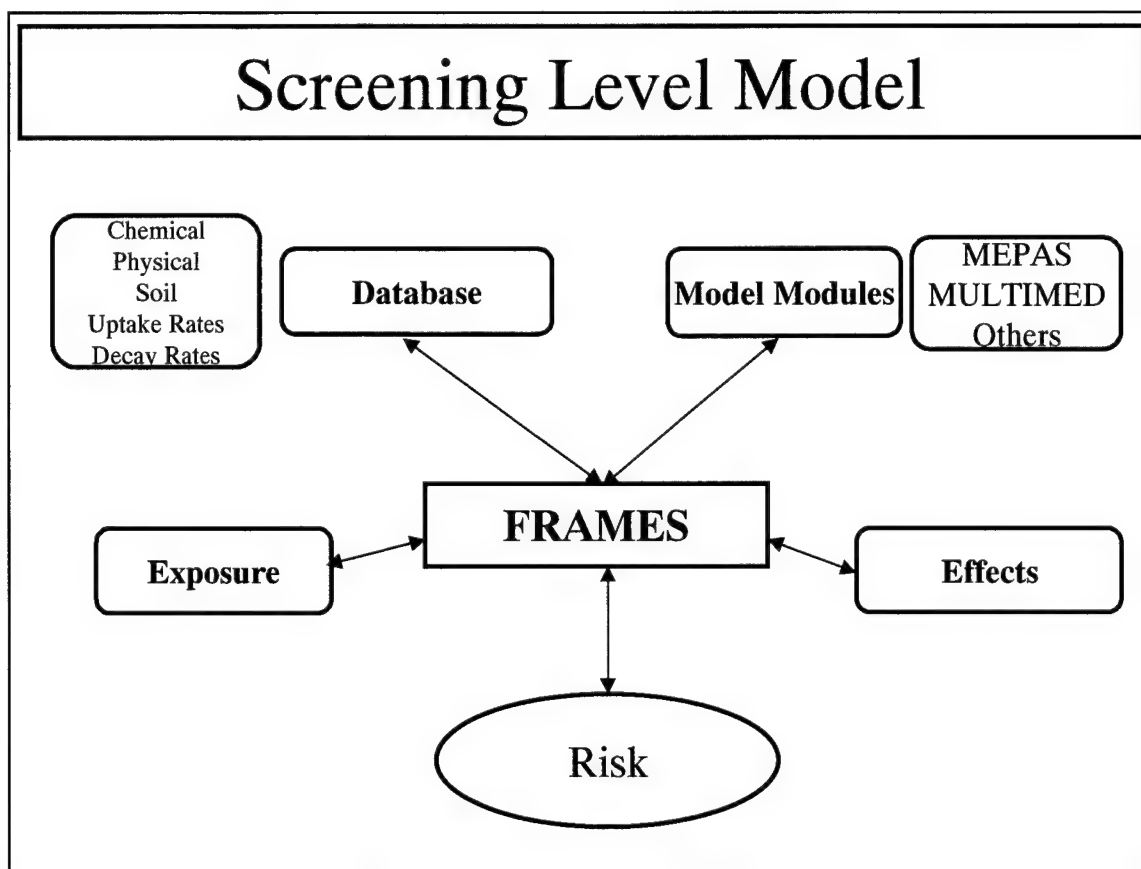 Screening Level Model
Chemical
Physical
Soil
Uptake Rates
Decay Rates
Database
Model Modules
MEPAS
MULTIMED
Others
FRAMES
Exposure
Effects
Risk